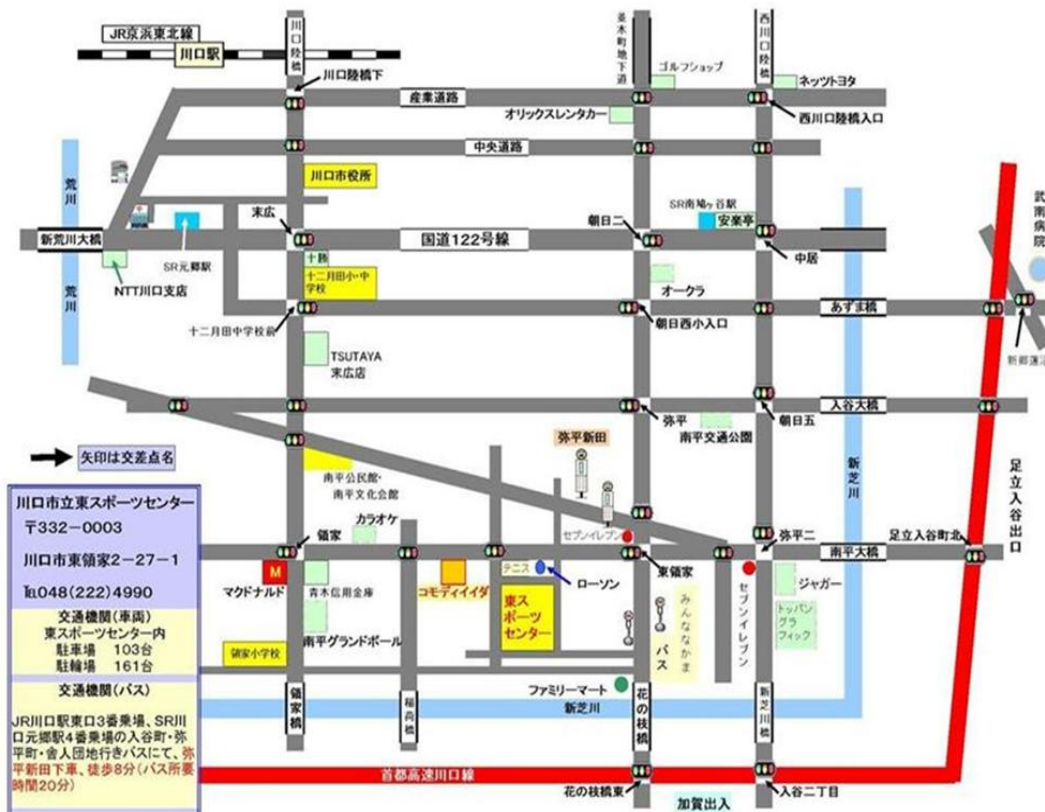 JR京浜東北線
川口駅
川口陸橋
並木町地下道
西川口陸橋
川口陸橋下
ゴルフショップ
ネッツトヨタ
産業道路
オリックスレンタカー
西川口陸橋入口
中央道路
川口市役所
荒川
末広
朝日二
SR南鳩ヶ谷駅
安楽亭
武南病院
新荒川大橋
国道122号線
中居
SR元郷駅
十勝
NTT川口支店
荒川
十二月田小・中
学校
オークラ
あずま橋
十二月田中学校前
朝日西小入口
新郷蓮沼
TSUTAYA
末広店
弥平
朝日五
入谷大橋
南平交通公園
弥平新田
新芝川
足立入谷出口
矢印は交差点名
南平公民館・
南平文化会館
川口市立東スポーツセンター
〒332-0003
川口市東領家2-27-1
℡048(222)4990
交通機関(車両)
東スポーツセンター内
駐車場 103台
駐輪場 161台
交通機関(バス)
JR川口駅東口3番乗場、SR川
口元郷駅4番乗場の入谷町・弥
平町・舎人団地行きバスにて、弥
平新田下車、徒歩8分(バス所要
時間20分)
領家
カラオケ
セブンイレブン
弥平二
足立入谷町北
南平大橋
M
マクドナルド
青木信用金庫
コモディイイダ
テニス
ローソン
東領家
東ス
ポーツ
センター
みんななかま
バス
セブンイレブン
ジャガー
トッパン
グラ
フィック
南平グランドボール
領家小学校
ファミリーマート
新芝川
領家橋
稲荷橋
花の枝橋
新芝川橋
首都高速川口線
花の枝橋東
加賀出入
入谷二丁目